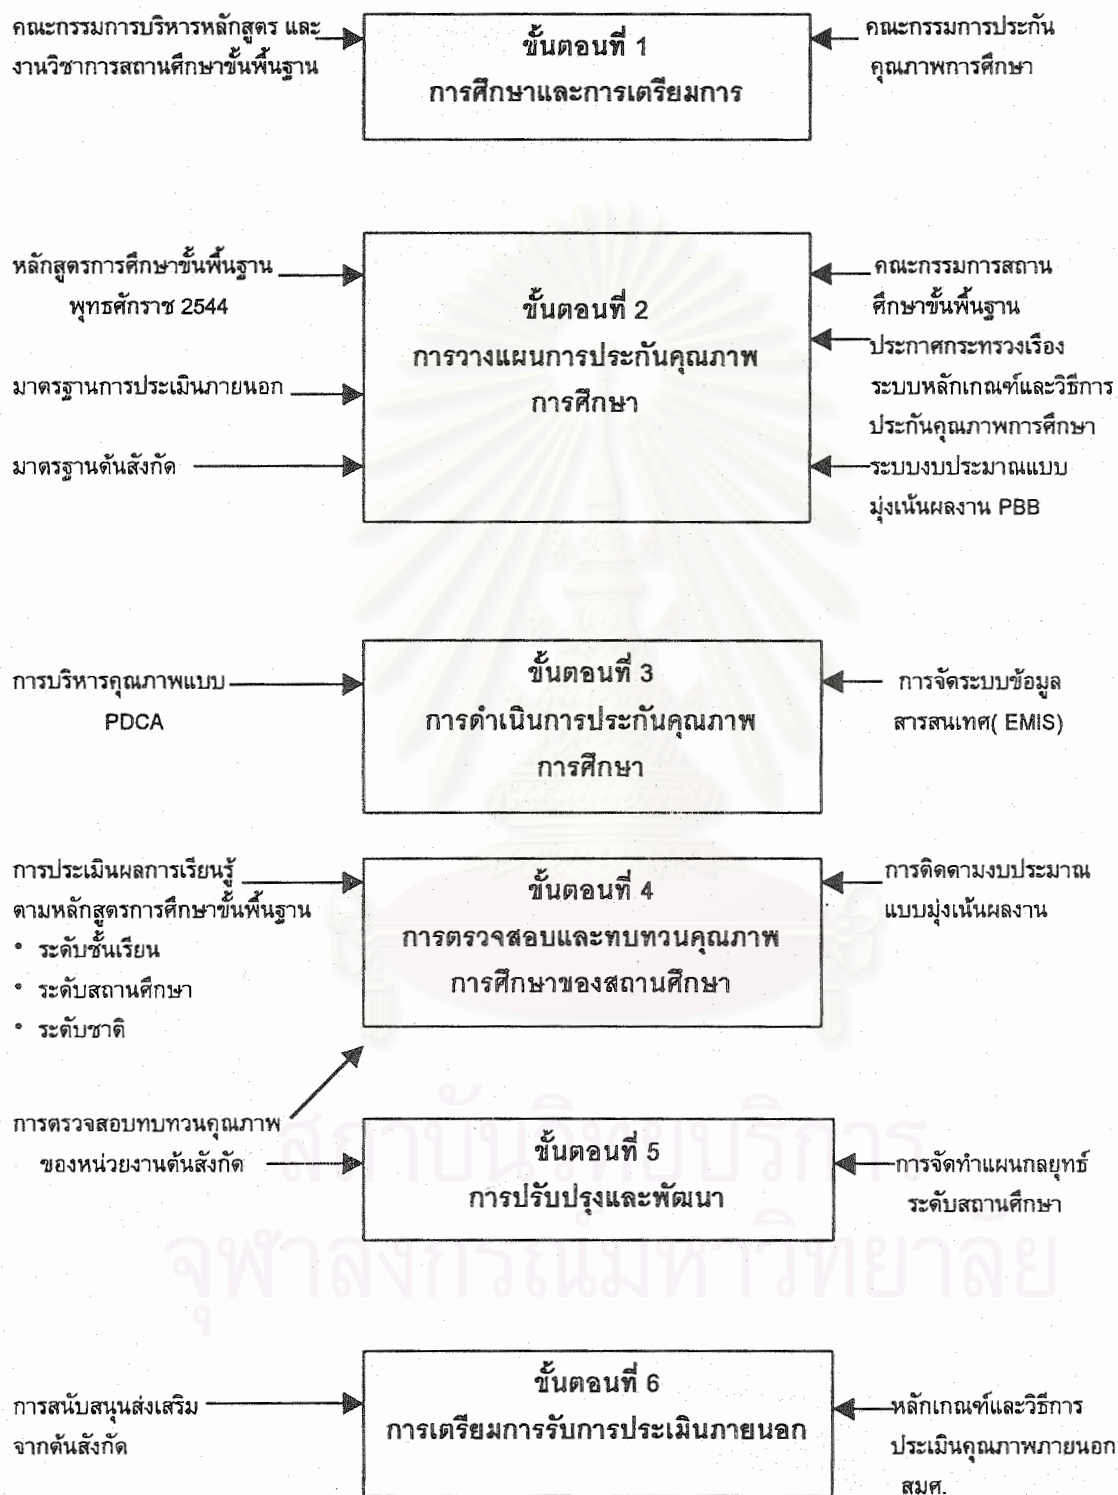 คณะกรรมการบริหารหลักสูตร และ
งานวิชาการสถานศึกษาขั้นพื้นฐาน
ขั้นตอนที่ 1
การศึกษาและการเตรียมการ
คณะกรรมการประกัน
คุณภาพการศึกษา
หลักสูตรการศึกษาขั้นพื้นฐาน
พุทธศักราช 2544
มาตรฐานการประเมินภายนอก
มาตรฐานต้นสังกัด
ขั้นตอนที่ 2
การวางแผนการประกันคุณภาพ
การศึกษา
คณะกรรมการสถาน
ศึกษาขั้นพื้นฐาน
ประกาศกระทรวงเรื่อง
ระบบหลักเกณฑ์และวิธีการ
ประกันคุณภาพการศึกษา
ระบบงบประมาณแบบ
มุ่งเน้นผลงาน PBB
การบริหารคุณภาพแบบ
PDCA
ขั้นตอนที่ 3
การดำเนินการประกันคุณภาพ
การศึกษา
การจัดระบบข้อมูล
สารสนเทศ( EMIS)
การประเมินผลการเรียนรู้
ตามหลักสูตรการศึกษาขั้นพื้นฐาน
• ระดับชั้นเรียน
• ระดับสถานศึกษา
• ระดับชาติ
ขั้นตอนที่ 4
การตรวจสอบและทบทวนคุณภาพ
การศึกษาของสถานศึกษา
การติดตามงบประมาณ
แบบมุ่งเน้นผลงาน
การตรวจสอบทบทวนคุณภาพ
ของหน่วยงานต้นสังกัด
ขั้นตอนที่ 5
การปรับปรุงและพัฒนา
การจัดทำแผนกลยุทธ์
ระดับสถานศึกษา
สถาบันวิทยบริการ
จุฬาลงกรณ์มหาวิทยาลัย
การสนับสนุนส่งเสริม
จากต้นสังกัด
ขั้นตอนที่ 6
การเตรียมการรับการประเมินภายนอก
หลักเกณฑ์และวิธีการ
ประเมินคุณภาพภายนอก
สมศ.